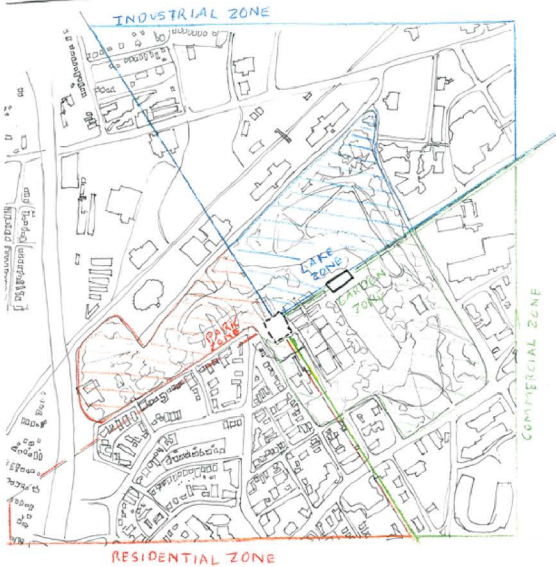 INDUSTRIAL ZONE
LAKE
ZONE
GARDEN
ZONE
PARK
ZONE
COMMERCIAL ZONE
RESIDENTIAL ZONE